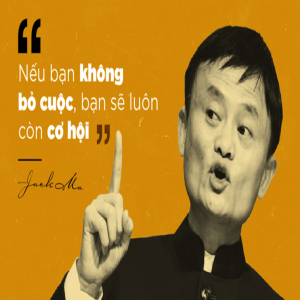 “
Nếu bạn không
bỏ cuộc, bạn sẽ luôn
còn cơ hội ”
Jack Ma